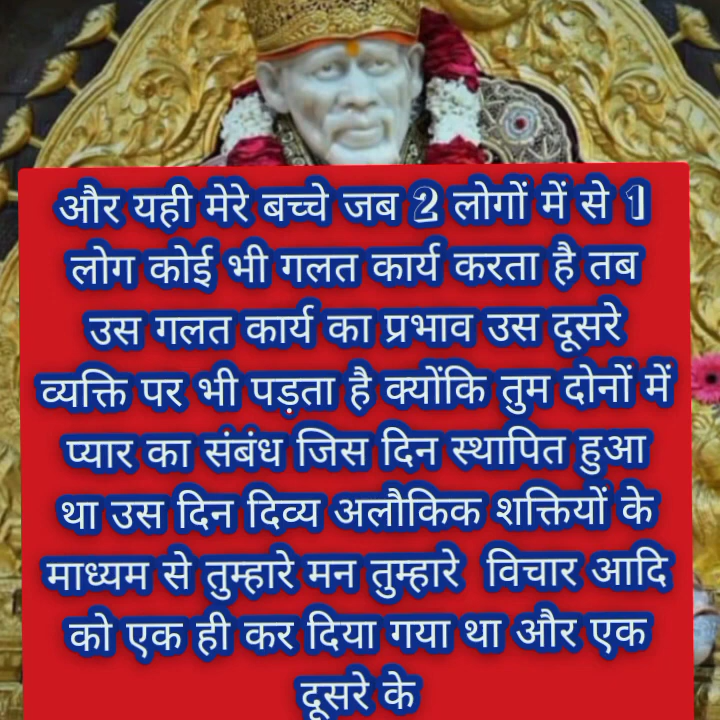 और यही मेरे बच्चे जब 2 लोगों में से 1
लोग कोई भी गलत कार्य करता है तब
उस गलत कार्य का प्रभाव उस दूसरे
व्यक्ति पर भी पड़ता है क्योंकि तुम दोनों में
प्यार का संबंध जिस दिन स्थापित हुआ
था उस दिन दिव्य अलौकिक शक्तियों के
माध्यम से तुम्हारे मन तुम्हारे विचार आदि
को एक ही कर दिया गया था और एक
दूसरे के